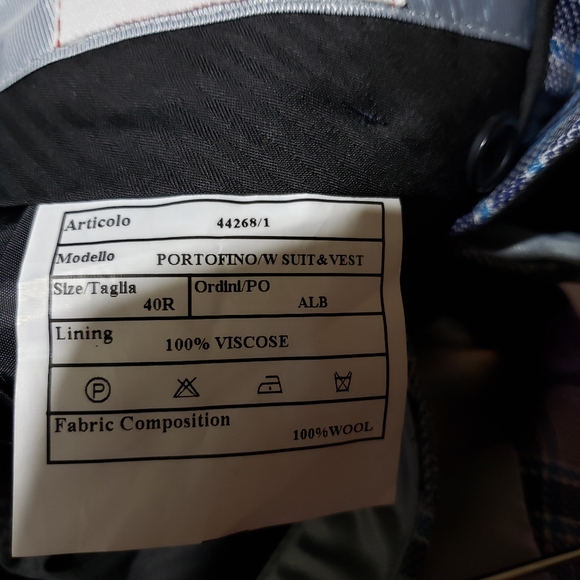 Articolo 44268/1
Modello PORTOFINO/W SUIT&VEST
Size/Taglia Ordini/PO
40R ALB
Lining
100% VISCOSE
P
Fabric Composition
100%WOOL